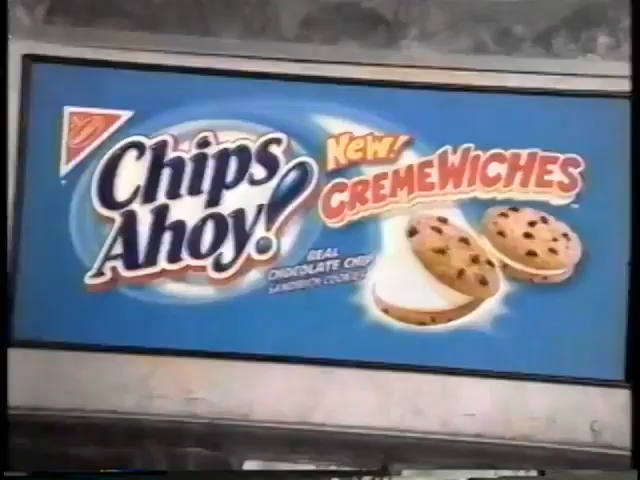 Chips
Ahoy!
New!
CREMEWICHES
REAL
CHOCOLATE CHIP
SANDWICH COOKIES